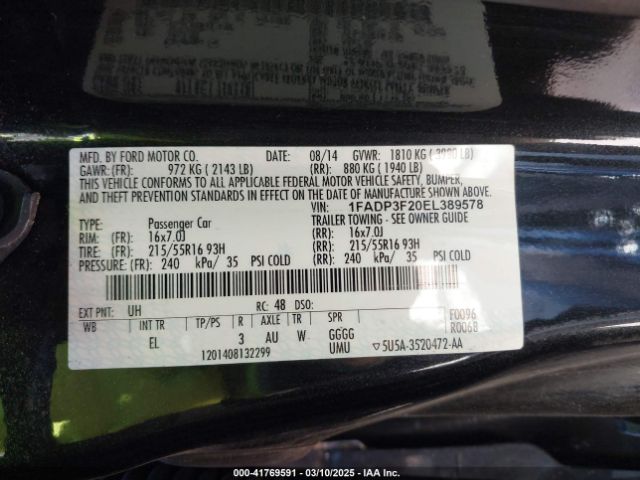 MFD. BY FORD MOTOR CO. DATE: 08/14 GVWR: 1810 KG ( 3990 LB)
GAWR: (FR): 972 KG ( 2143 LB) (RR): 880 KG ( 1940 LB)
THIS VEHICLE CONFORMS TO ALL APPLICABLE FEDERAL MOTOR VEHICLE SAFETY, BUMPER,
AND THEFT PREVENTION STANDARDS IN EFFECT ON THE DATE OF MANUFACTURE SHOWN ABOVE.
VIN: 1FADP3F20EL389578
TYPE: Passenger Car TRAILER TOWING - SEE OWNER GUIDE
RIM: (FR): 16x7.0J (RR): 16x7.0J
TIRE: (FR): 215/55R16 93H (RR): 215/55R16 93H
PRESSURE: (FR): 240 kPa/ 35 PSI COLD (RR): 240 kPa/ 35 PSI COLD
EXT PNT: UH RC: 48 DSO: F0096
WB INT TR TP/PS R AXLE TR SPR R0068
EL 3 AU W GGGG
1201408132299 UMU ▽5U5A-3520472-AA
000-41769591 - 03/10/2025 - IAA Inc.